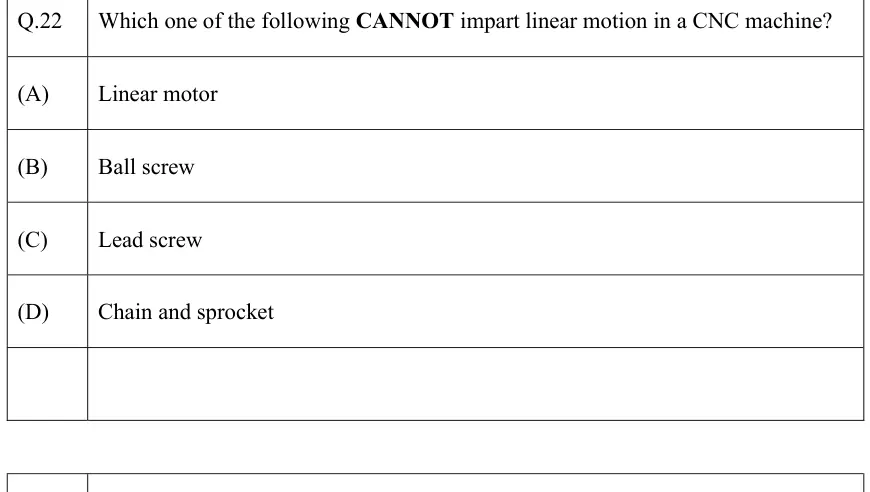 Q.22 Which one of the following CANNOT impart linear motion in a CNC machine?
(A) Linear motor
(B) Ball screw
(C) Lead screw
(D) Chain and sprocket